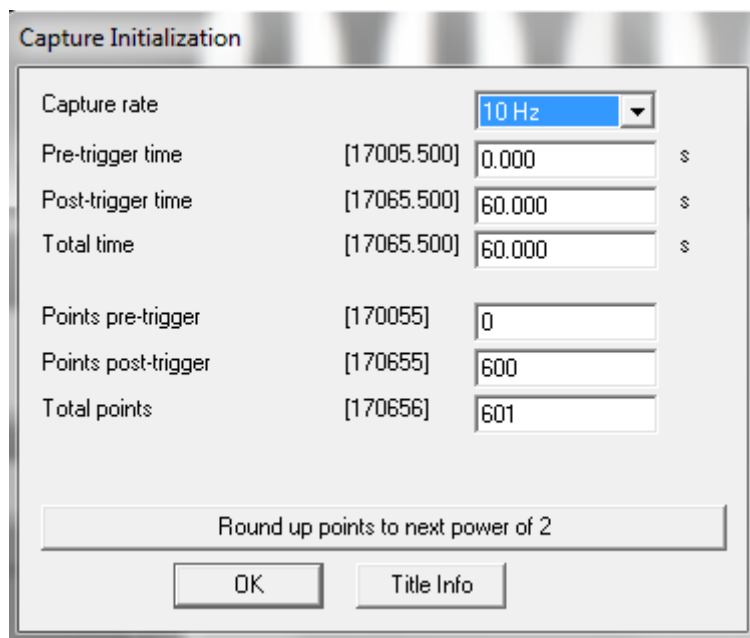 Capture Initialization
Capture rate 10 Hz
Pre-trigger time [17005.500] 0.000 s
Post-trigger time [17065.500] 60.000 s
Total time [17065.500] 60.000 s
Points pre-trigger [170055] 0
Points post-trigger [170655] 600
Total points [170656] 601
Round up points to next power of 2
OK Title Info